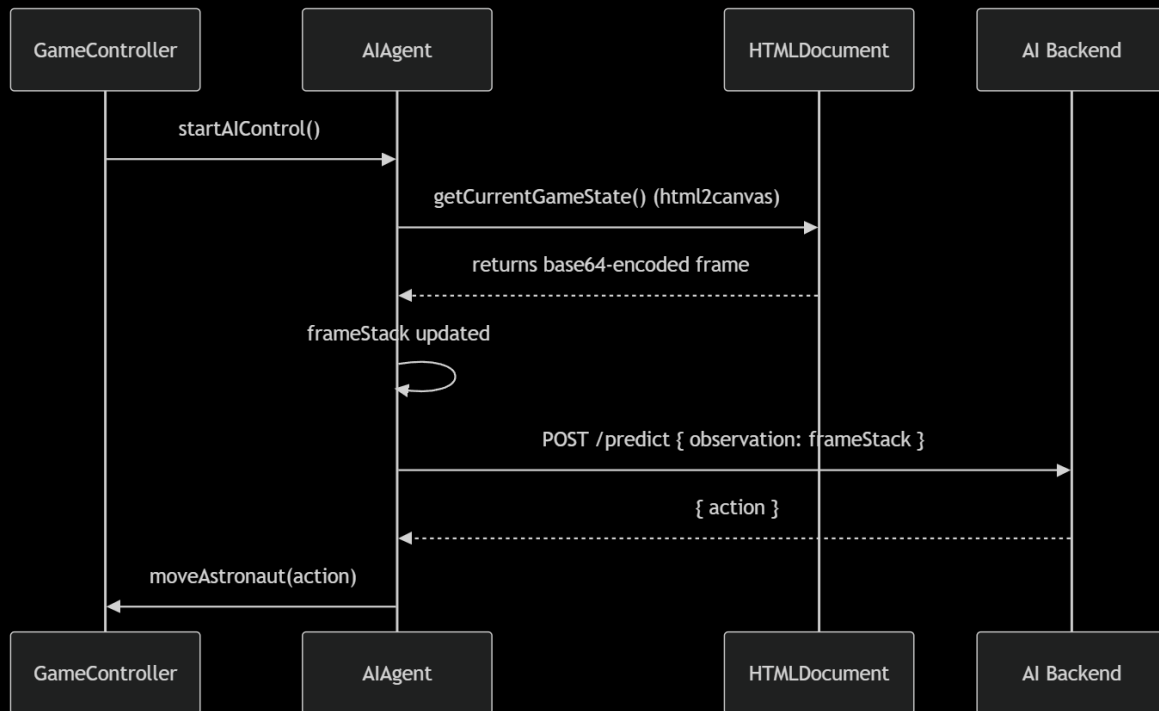 GameController
AIAgent
HTMLDocument
AI Backend
startAIControl()
getCurrentGameState() (html2canvas)
returns base64-encoded frame
frameStack updated
POST /predict { observation: frameStack }
{ action }
moveAstronaut(action)
GameController
AIAgent
HTMLDocument
AI Backend